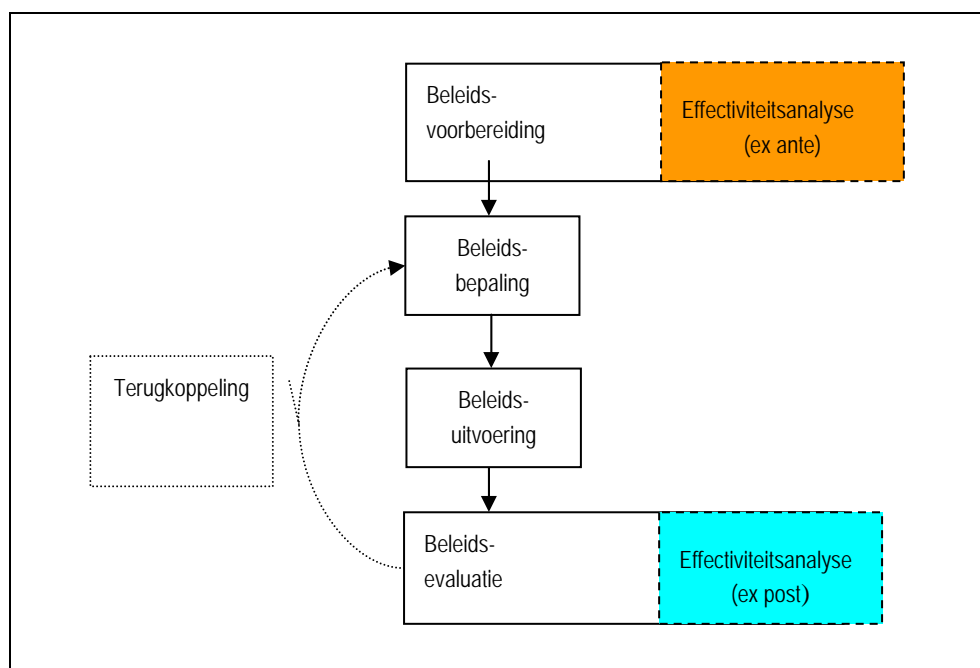 Beleids-
voorbereiding
Effectiviteitsanalyse
(ex ante)
Beleids-
bepaling
Terugkoppeling
Beleids-
uitvoering
Beleids-
evaluatie
Effectiviteitsanalyse
(ex post)